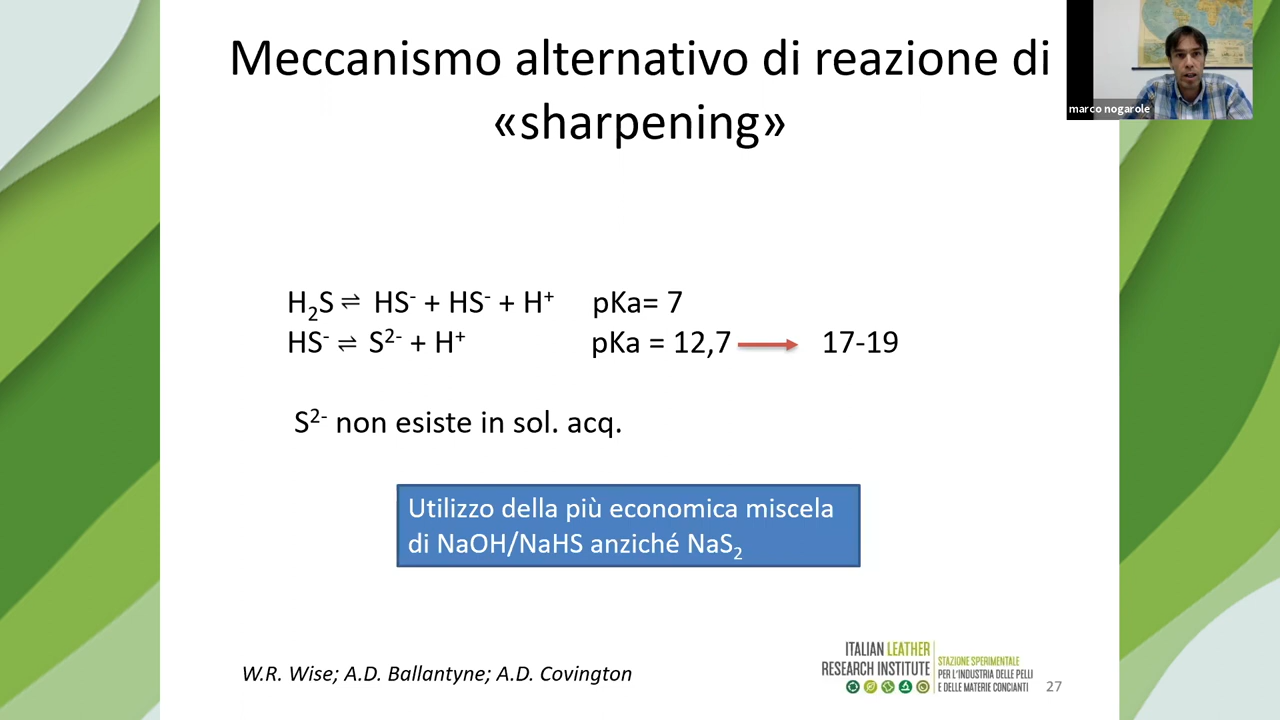 Meccanismo alternativo di reazione di
«sharpening»
marco nogarole
H₂S ⇌ HS⁻ + HS⁻ + H⁺ pKa= 7
HS⁻ ⇌ S²⁻ + H⁺ pKa = 12,7 → 17-19
S²⁻ non esiste in sol. acq.
Utilizzo della più economica miscela
di NaOH/NaHS anziché NaS₂
W.R. Wise; A.D. Ballantyne; A.D. Covington
ITALIAN LEATHER
RESEARCH INSTITUTE
STAZIONE SPERIMENTALE
PER L'INDUSTRIA DELLE PELLI
E DELLE MATERIE CONCIANTI
27